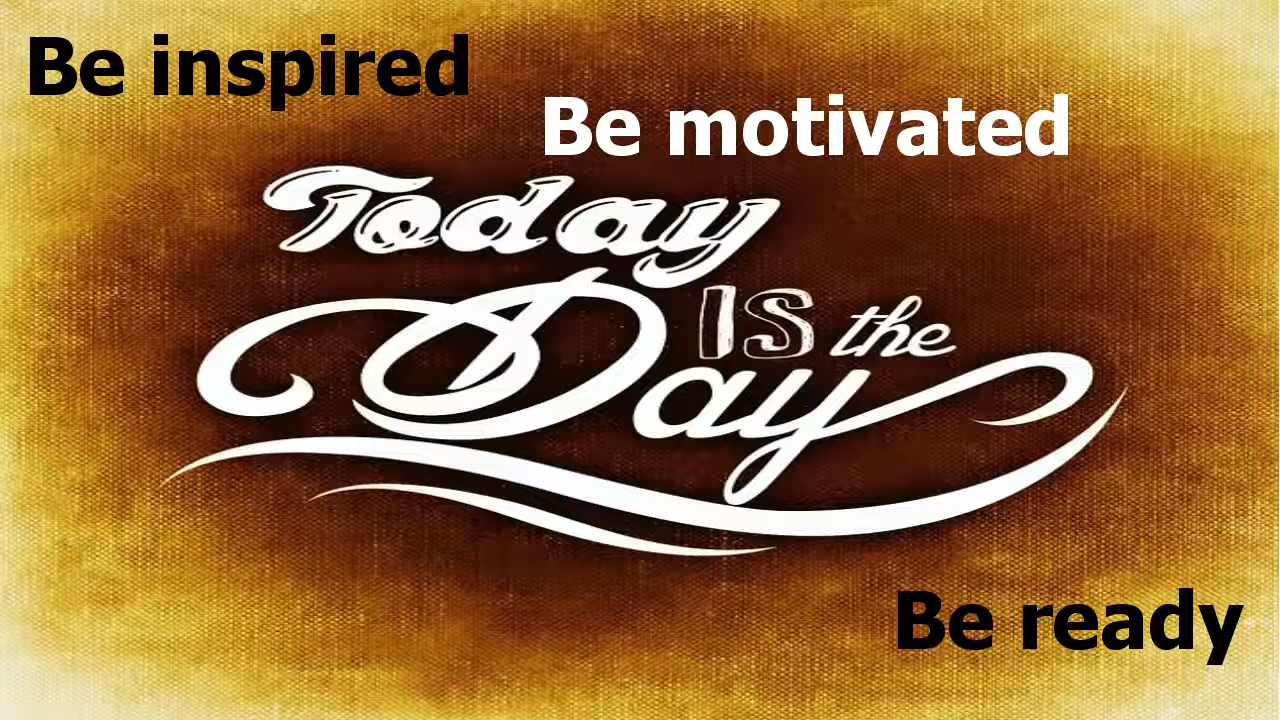 Be inspired
Be motivated
Today
IS the
Day
Be ready